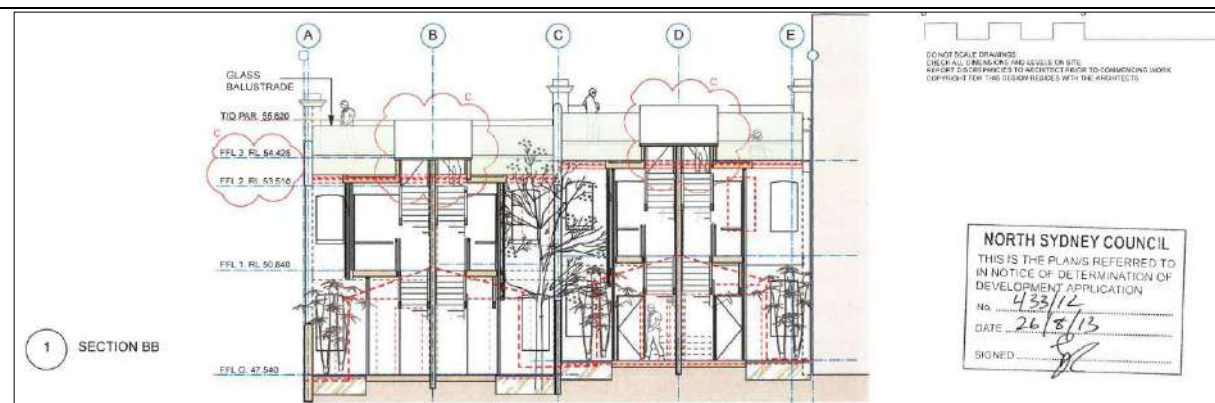 A
B
C
D
E
GLASS
BALUSTRADE
C
C
T/O PAR. 55.620
C
FFL 3. RL 54.425
FFL 2. RL 53.510
FFL 1. RL 50.840
FFL G. 47.540
1 SECTION BB
DO NOT SCALE DRAWINGS
CHECK ALL DIMENSIONS AND LEVELS ON SITE
REPORT DISCREPANCIES TO ARCHITECT PRIOR TO COMMENCING WORK
COPYRIGHT FOR THIS DESIGN RESIDES WITH THE ARCHITECTS
NORTH SYDNEY COUNCIL
THIS IS THE PLAN/S REFERRED TO
IN NOTICE OF DETERMINATION OF
DEVELOPMENT APPLICATION
No. 433/12
DATE 26/8/13
SIGNED